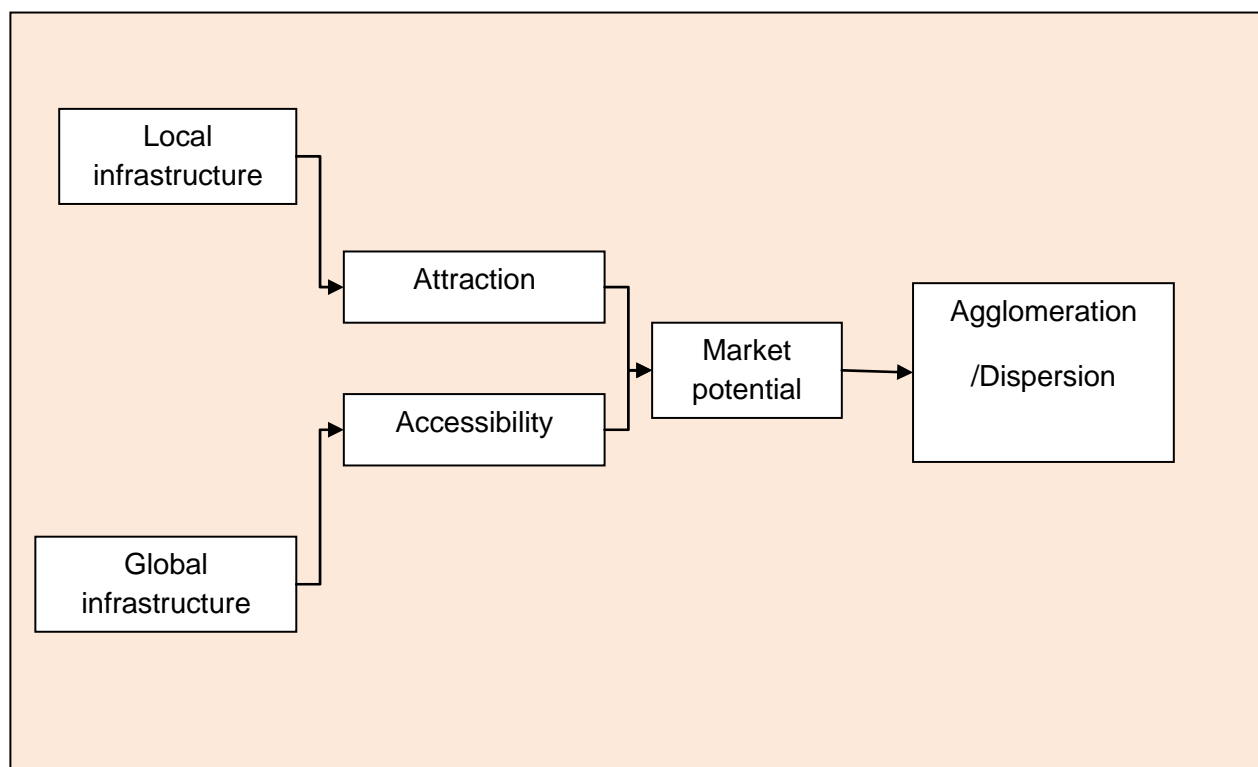 Local
infrastructure
Attraction
Accessibility
Global
infrastructure
Market
potential
Agglomeration
/Dispersion